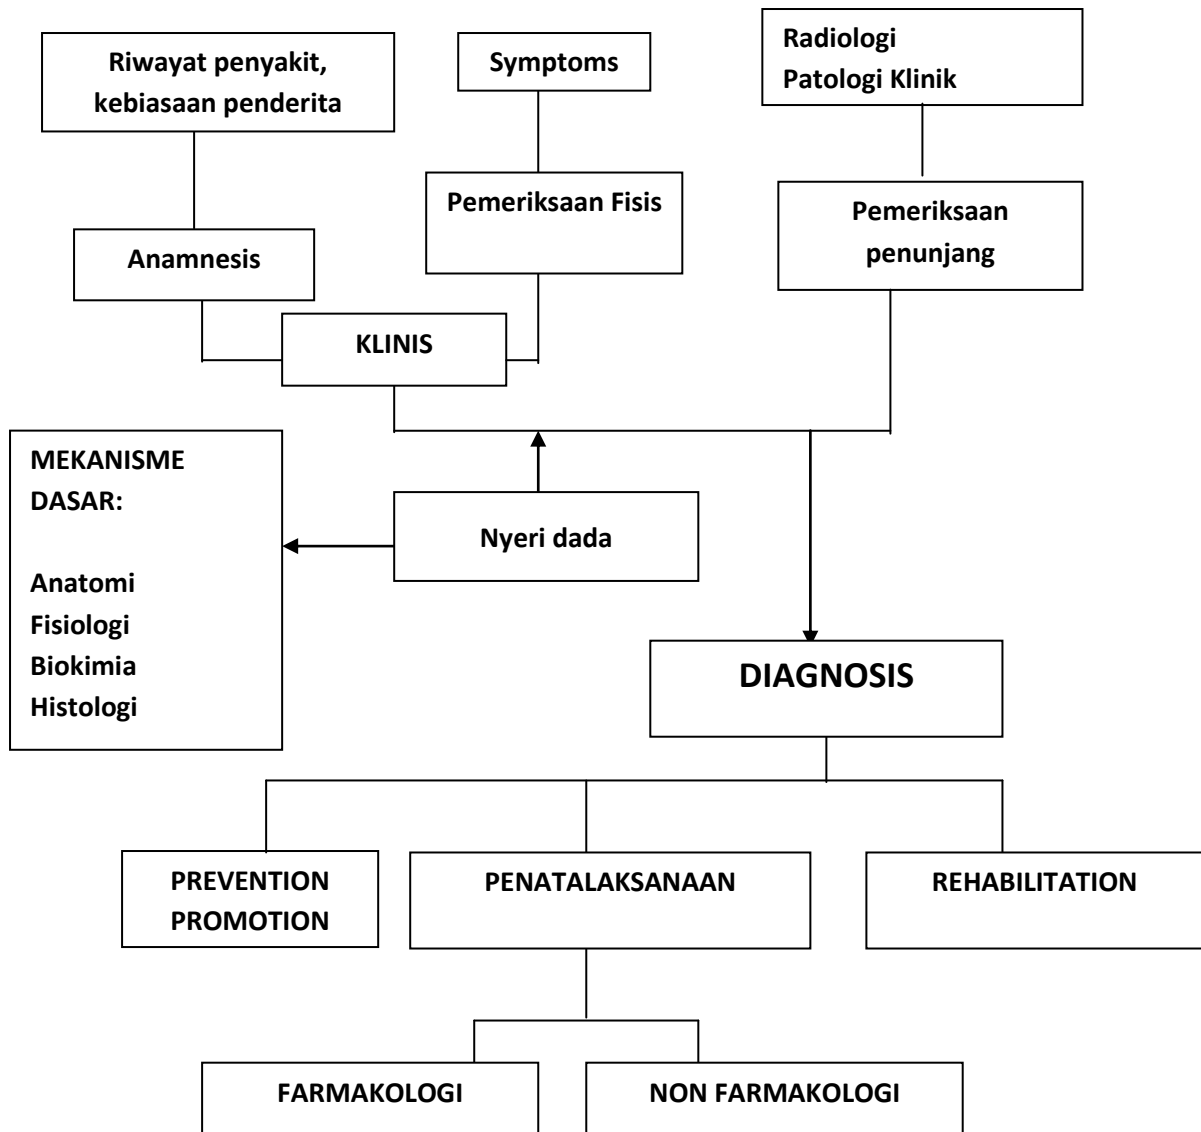 Riwayat penyakit,
kebiasaan penderita
Symptoms
Radiologi
Patologi Klinik
Anamnesis
Pemeriksaan Fisis
Pemeriksaan
penunjang
KLINIS
MEKANISME
DASAR:
Anatomi
Fisiologi
Biokimia
Histologi
Nyeri dada
DIAGNOSIS
PREVENTION
PROMOTION
PENATALAKSANAAN
REHABILITATION
FARMAKOLOGI
NON FARMAKOLOGI